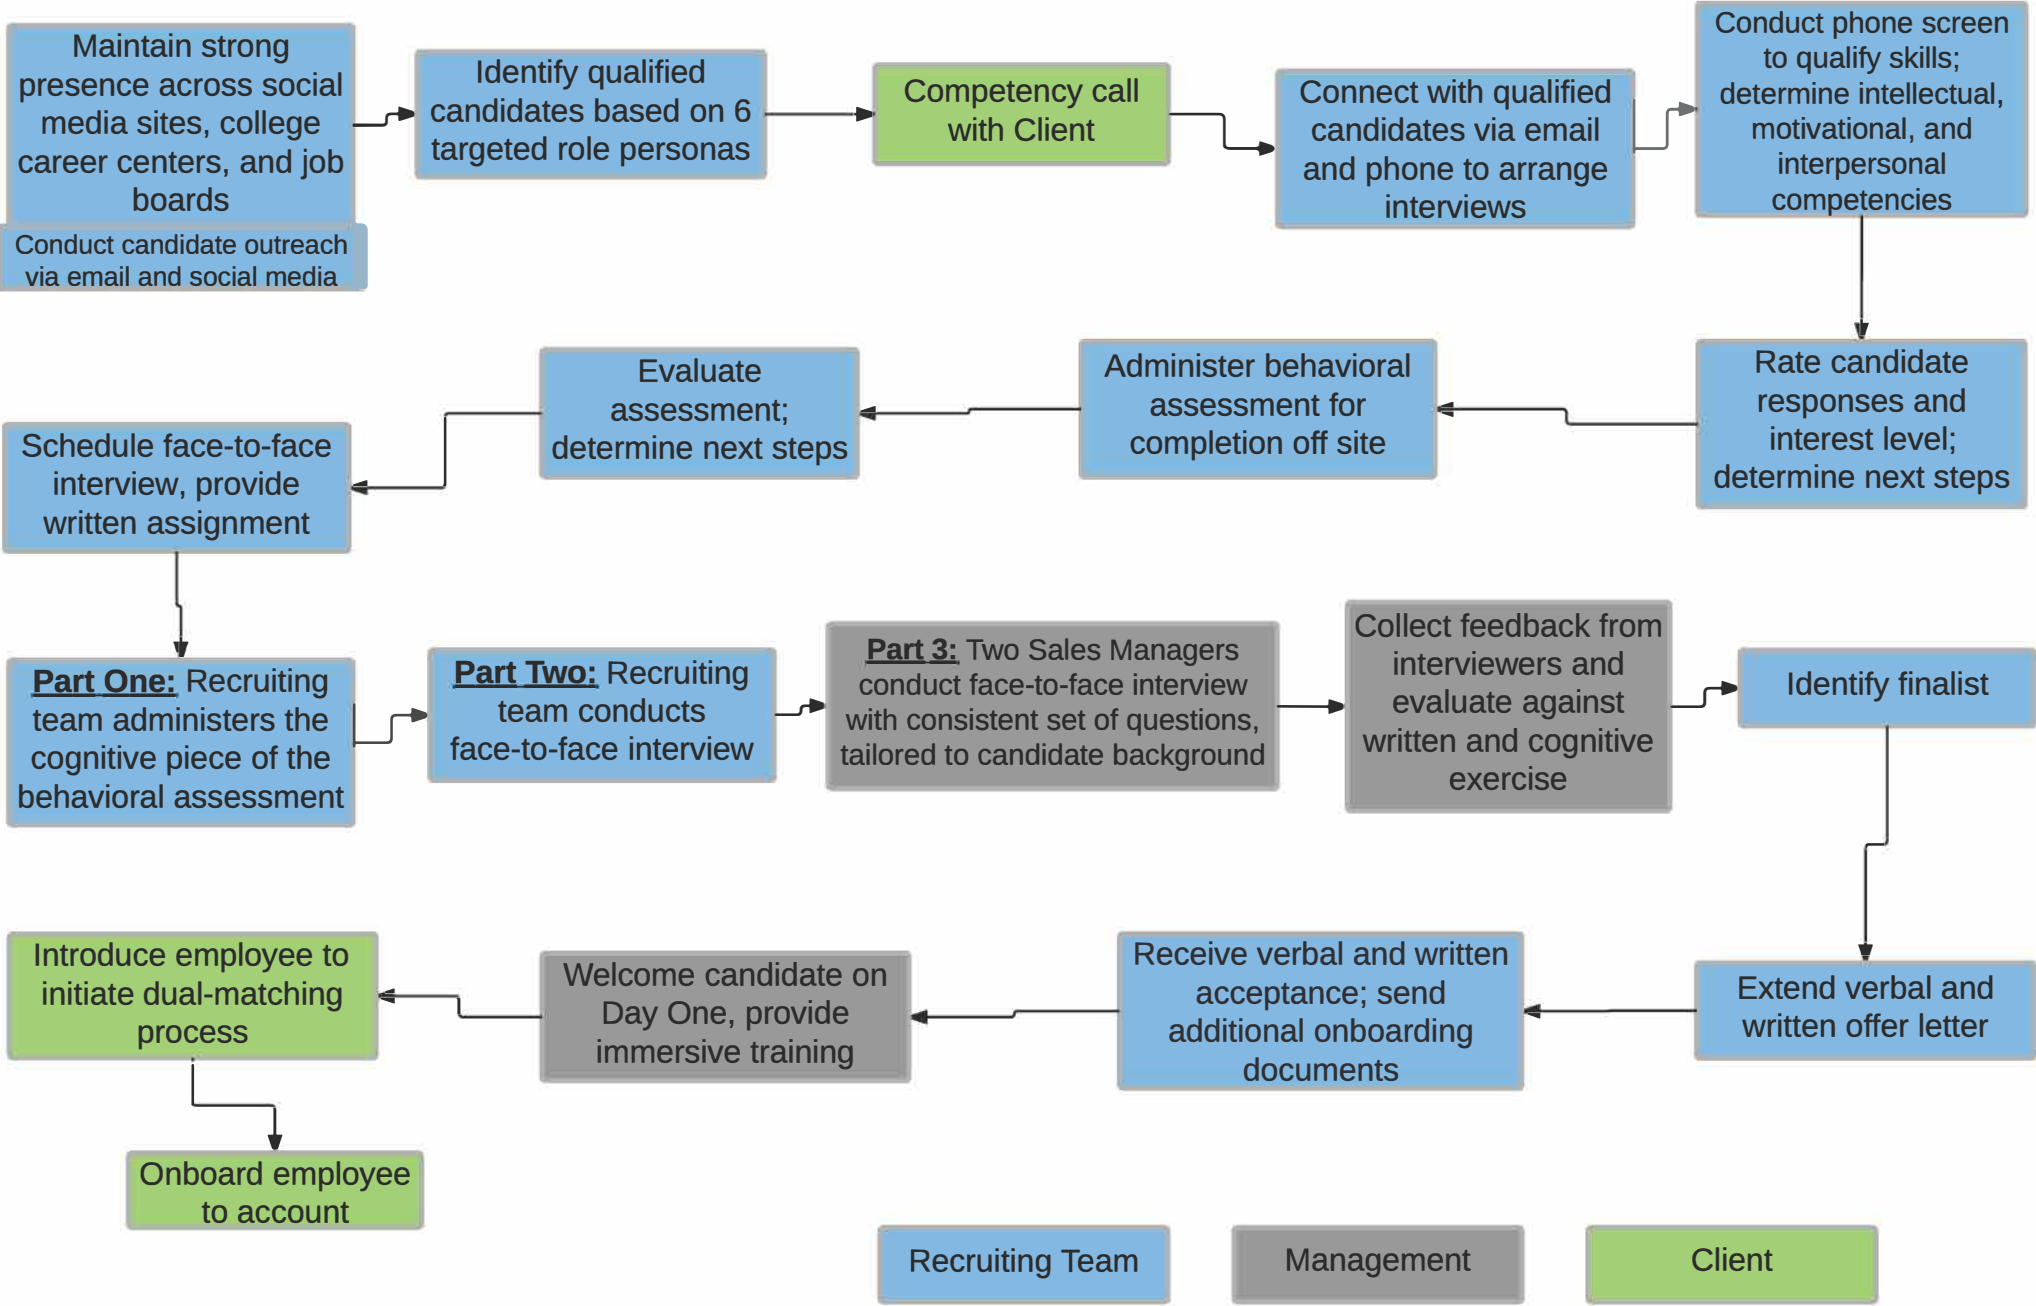 Maintain strong
presence across social
media sites, college
career centers, and job
boards
Conduct candidate outreach
via email and social media
Identify qualified
candidates based on 6
targeted role personas
Competency call
with Client
Connect with qualified
candidates via email
and phone to arrange
interviews
Conduct phone screen
to qualify skills;
determine intellectual,
motivational, and
interpersonal
competencies
Rate candidate
responses and
interest level;
determine next steps
Administer behavioral
assessment for
completion off site
Evaluate
assessment;
determine next steps
Schedule face-to-face
interview, provide
written assignment
Part One: Recruiting
team administers the
cognitive piece of the
behavioral assessment
Part Two: Recruiting
team conducts
face-to-face interview
Part 3: Two Sales Managers
conduct face-to-face interview
with consistent set of questions,
tailored to candidate background
Collect feedback from
interviewers and
evaluate against
written and cognitive
exercise
Identify finalist
Extend verbal and
written offer letter
Receive verbal and written
acceptance; send
additional onboarding
documents
Welcome candidate on
Day One, provide
immersive training
Introduce employee to
initiate dual-matching
process
Onboard employee
to account
Recruiting Team
Management
Client